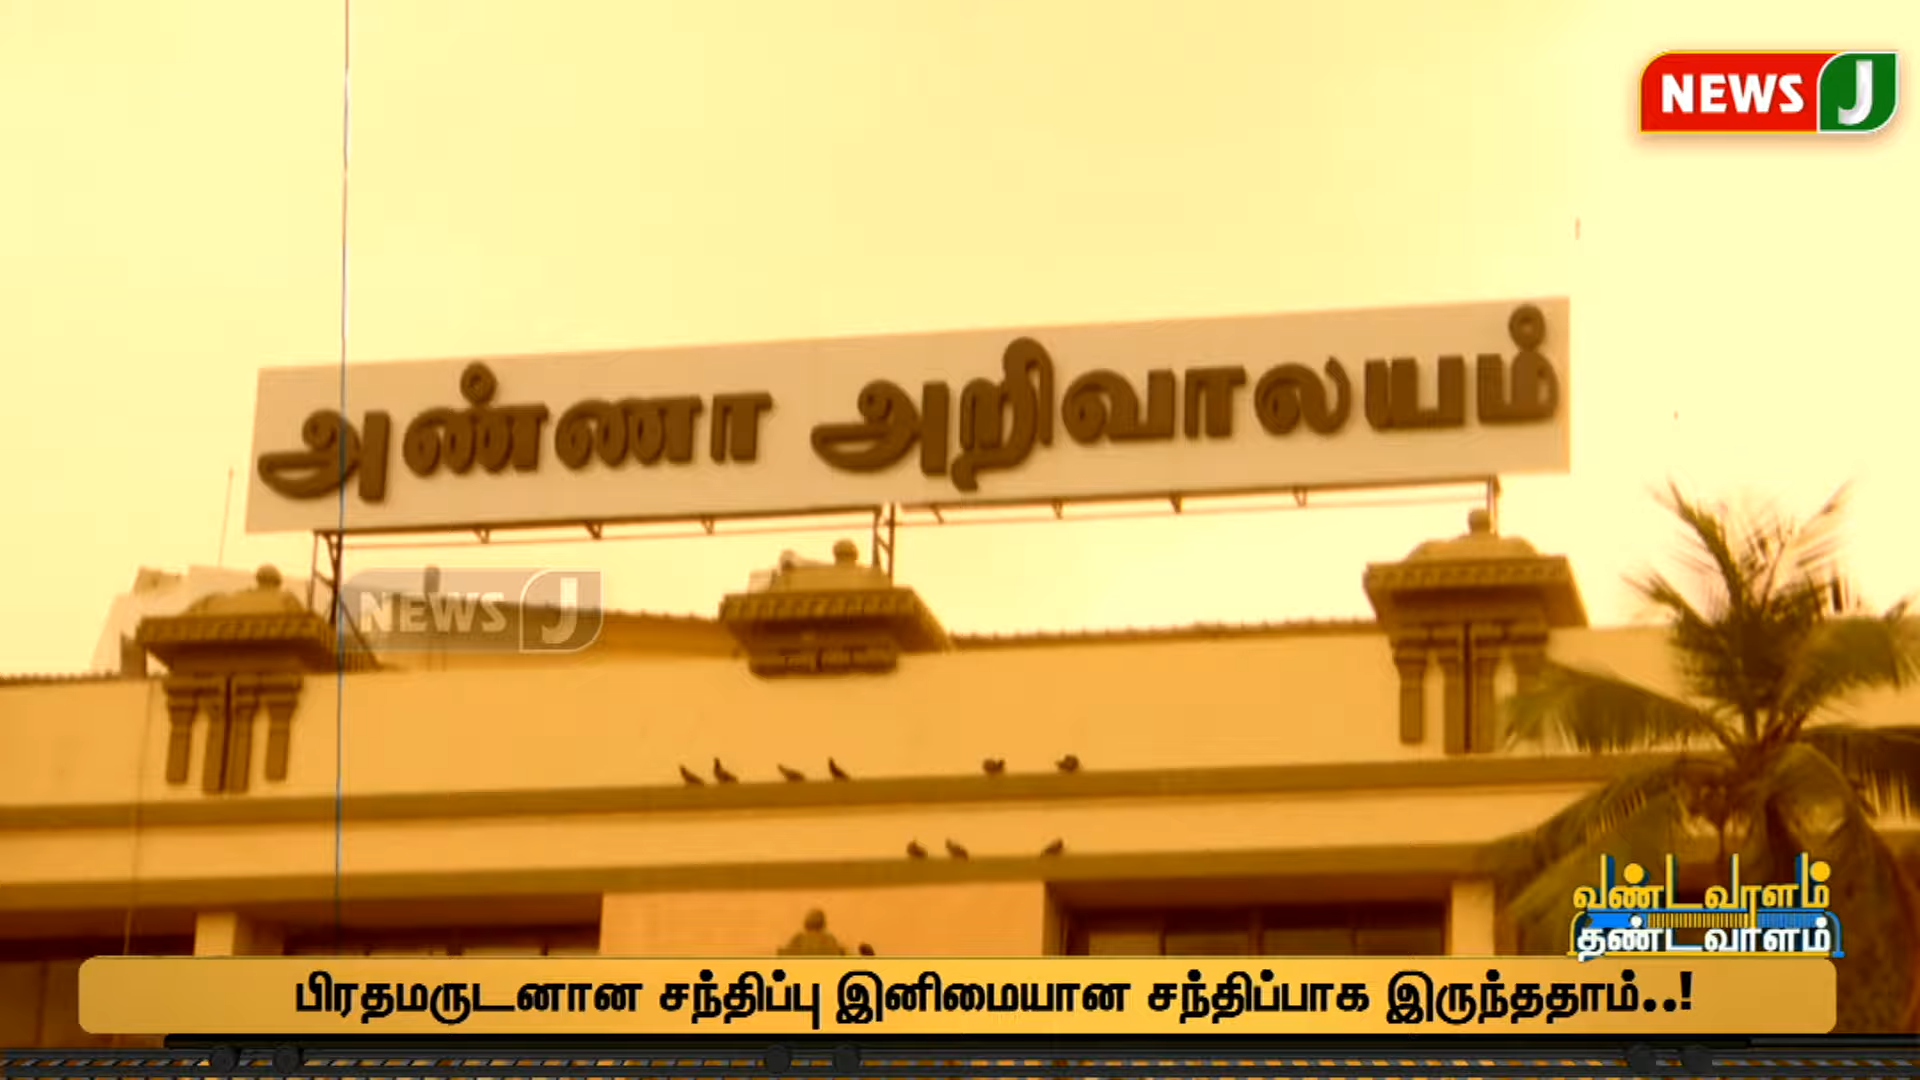 NEWS J
அண்ணா அறிவாலயம்
NEWS J
வண்டவாளம்
தண்டவாளம்
பிரதமருடனான சந்திப்பு இனிமையான சந்திப்பாக இருந்ததாம்..!